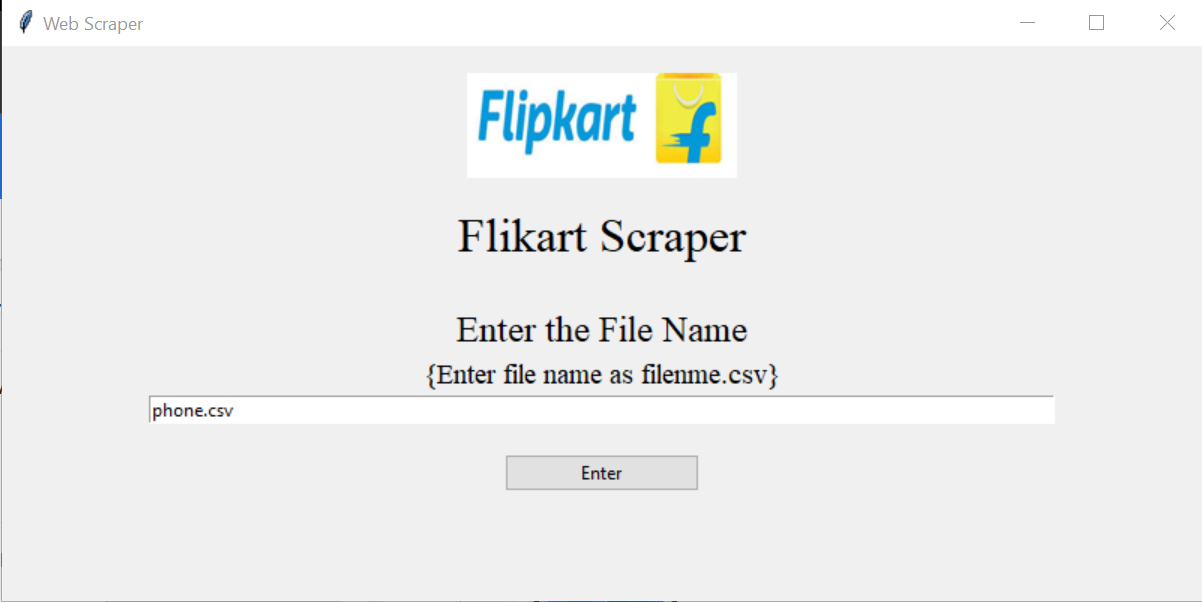 Web Scraper
Flipkart f
Flikart Scraper
Enter the File Name
{Enter file name as filenme.csv}
phone.csv
Enter